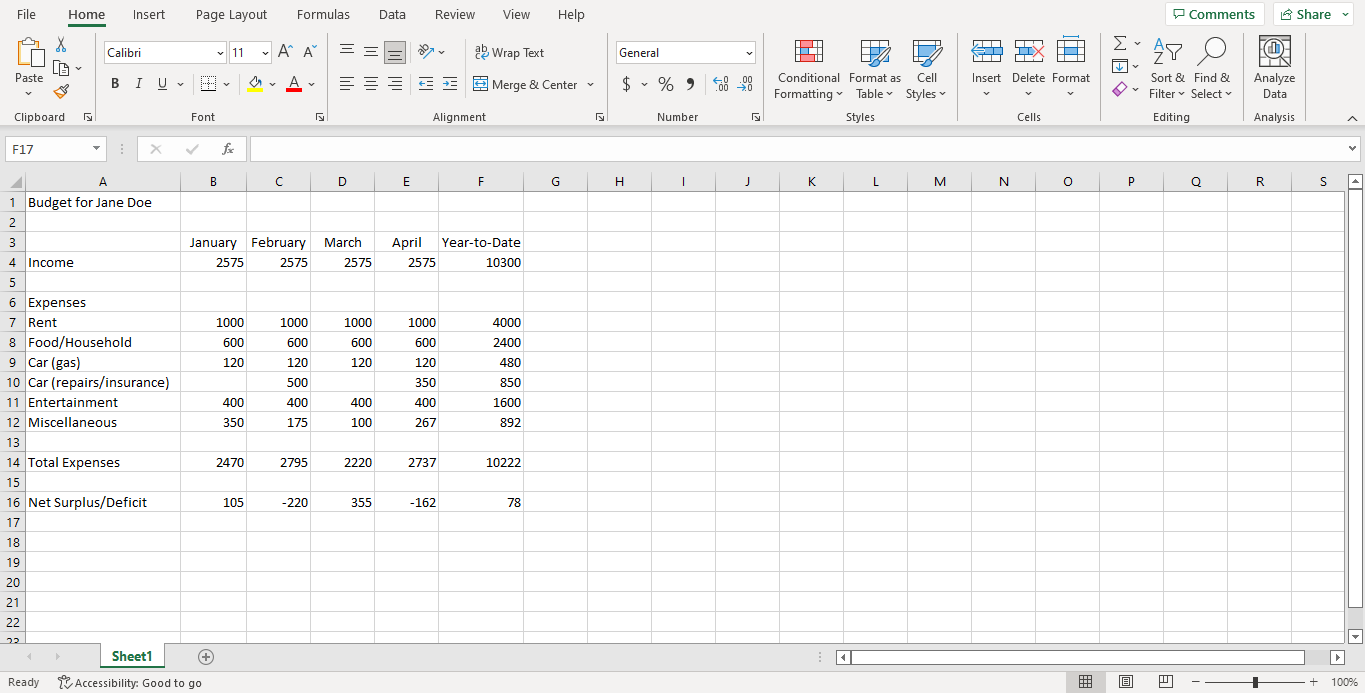 File Home Insert Page Layout Formulas Data Review View Help Comments Share
Calibri 11 General
Wrap Text
Merge & Center $ % 9
Paste Conditional Formatting Format as Table Cell Styles Insert Delete Format Sort & Filter Find & Select Analyze Data
B I U A
Clipboard Font Alignment Number Styles Cells Editing Analysis
F17 fx
A B C D E F G H I J K L M N O P Q R S
1 Budget for Jane Doe
2
3 January February March April Year-to-Date
4 Income 2575 2575 2575 2575 10300
5
6 Expenses
7 Rent 1000 1000 1000 1000 4000
8 Food/Household 600 600 600 600 2400
9 Car (gas) 120 120 120 120 480
10 Car (repairs/insurance) 500 350 850
11 Entertainment 400 400 400 400 1600
12 Miscellaneous 350 175 100 267 892
13
14 Total Expenses 2470 2795 2220 2737 10222
15
16 Net Surplus/Deficit 105 -220 355 -162 78
17
18
19
20
21
22
23
Sheet1
Ready Accessibility: Good to go 100%